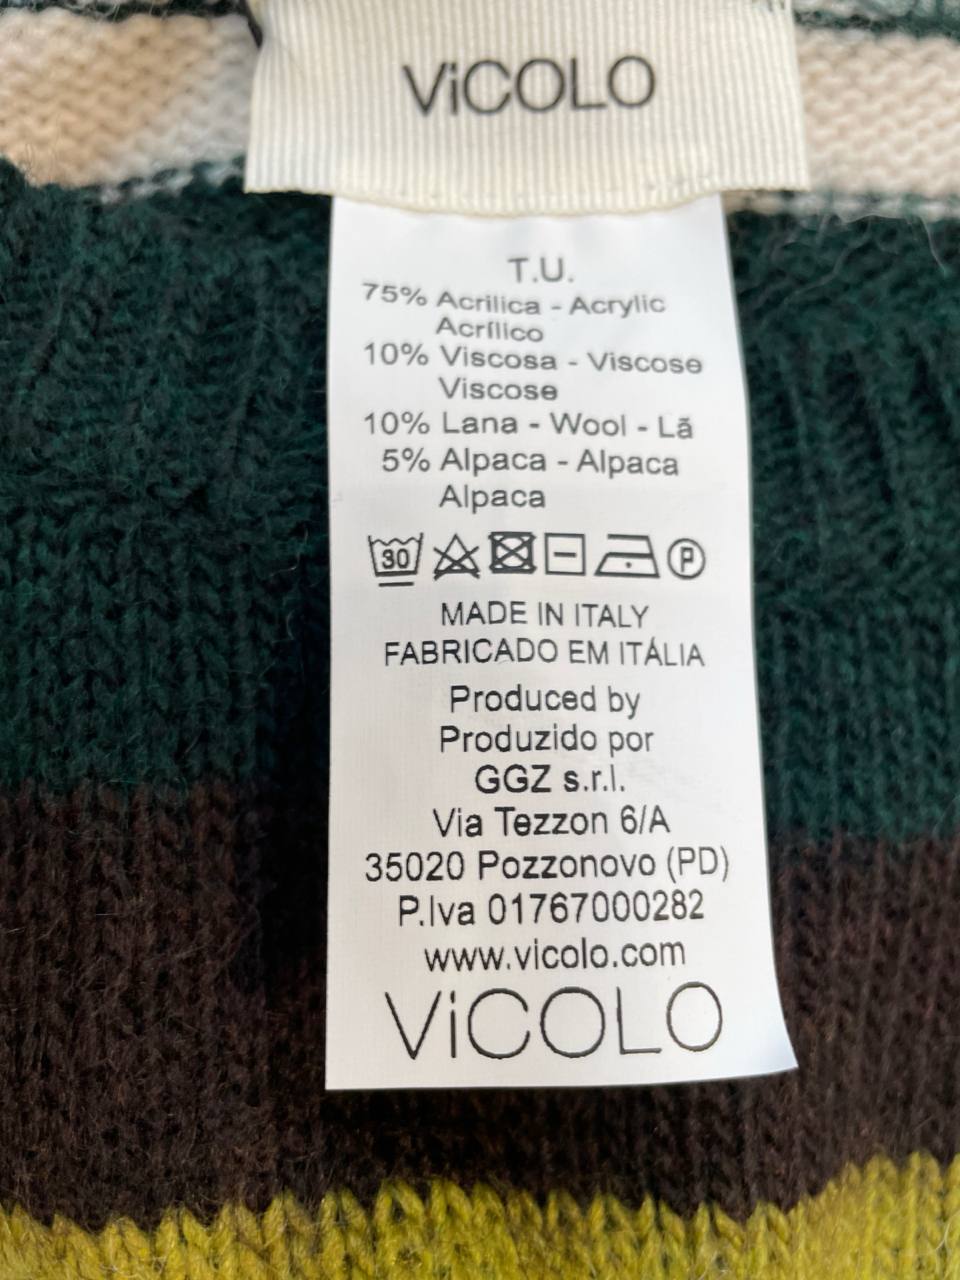 ViCOLO
T.U.
75% Acrilica - Acrylic
Acrílico
10% Viscosa - Viscose
Viscose
10% Lana - Wool - Lã
5% Alpaca - Alpaca
Alpaca
30 P
MADE IN ITALY
FABRICADO EM ITÁLIA
Produced by
Produzido por
GGZ s.r.l.
Via Tezzon 6/A
35020 Pozzonovo (PD)
P.Iva 01767000282
www.vicolo.com
ViCOLO